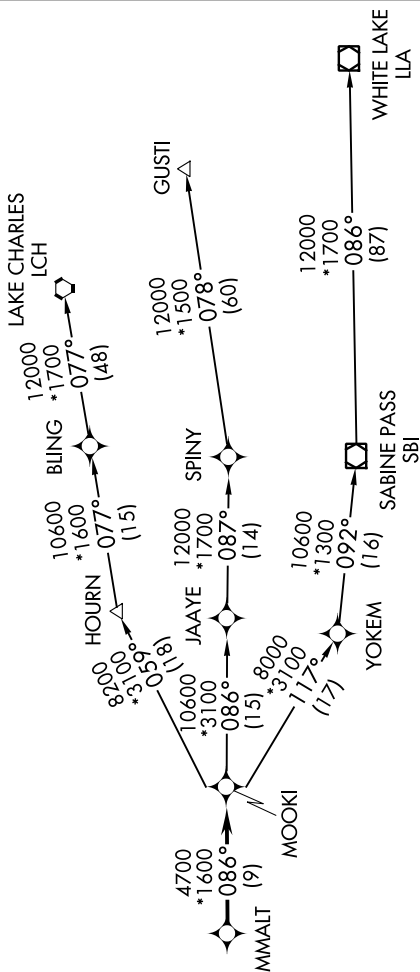 LAKE CHARLES
LCH
12000
*1700
077°
(48)
BLING
10600
*1600
077°
(15)
HOURN
8200
*3100
059°
(18)
GUSTI
12000
*1500
078°
(60)
SPINY
12000
*1700
087°
(14)
JAAYE
10600
*3100
086°
(15)
WHITE LAKE
LLA
12000
*1700
086°
(87)
SABINE PASS
SBI
10600
*1300
092°
(16)
YOKEM
8000
*3100
117°
(17)
MOOKI
4700
*1600
086°
(9)
MMALT